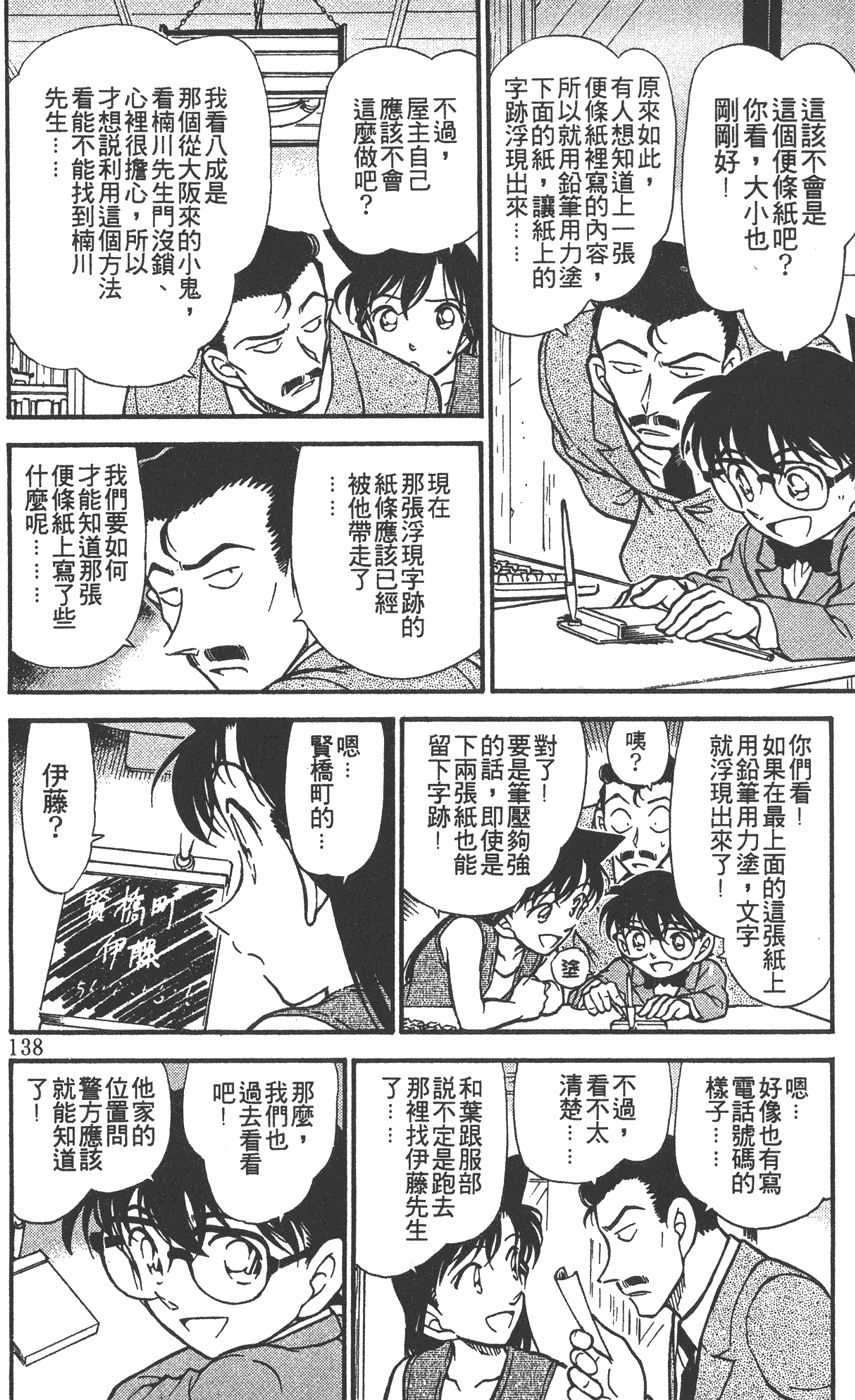 這該不會是
這個便條紙吧？
你看，大小也
剛剛好！
原來如此，
有人想知道上一張
便條紙裡寫的內容，
所以就用鉛筆用力塗
下面的紙，讓紙上的
字跡浮現出來……
不過，
屋主自己
應該不會
這麼做吧？
我看八成是
那個從大阪來的小鬼，
看楠川先生門沒鎖、
心裡很擔心，所以
才想說利用這個方法
看能不能找到楠川
先生……
現在
那張浮現字跡的
紙條應該已經
被他帶走了
……
我們要如何
才能知道那張
便條紙上寫了些
什麼呢………
你們看！
如果在最上面的這張紙上
用鉛筆用力塗，文字
就浮現出來了！
咦？
對了！
要是筆壓夠強
的話，即使是
下兩張紙也能
留下字跡！
塗
嗯…
賢橋町的…
伊藤？
賢橋町
伊藤
138
嗯…
好像也有寫
電話號碼的
樣子……
不過，
看不太
清楚……
和葉跟服部
說不定是跑去
那裡找伊藤先生
了……
那麼，
我們也
過去看看
吧！
他家的
位置問
警方應該
就能知道
了！